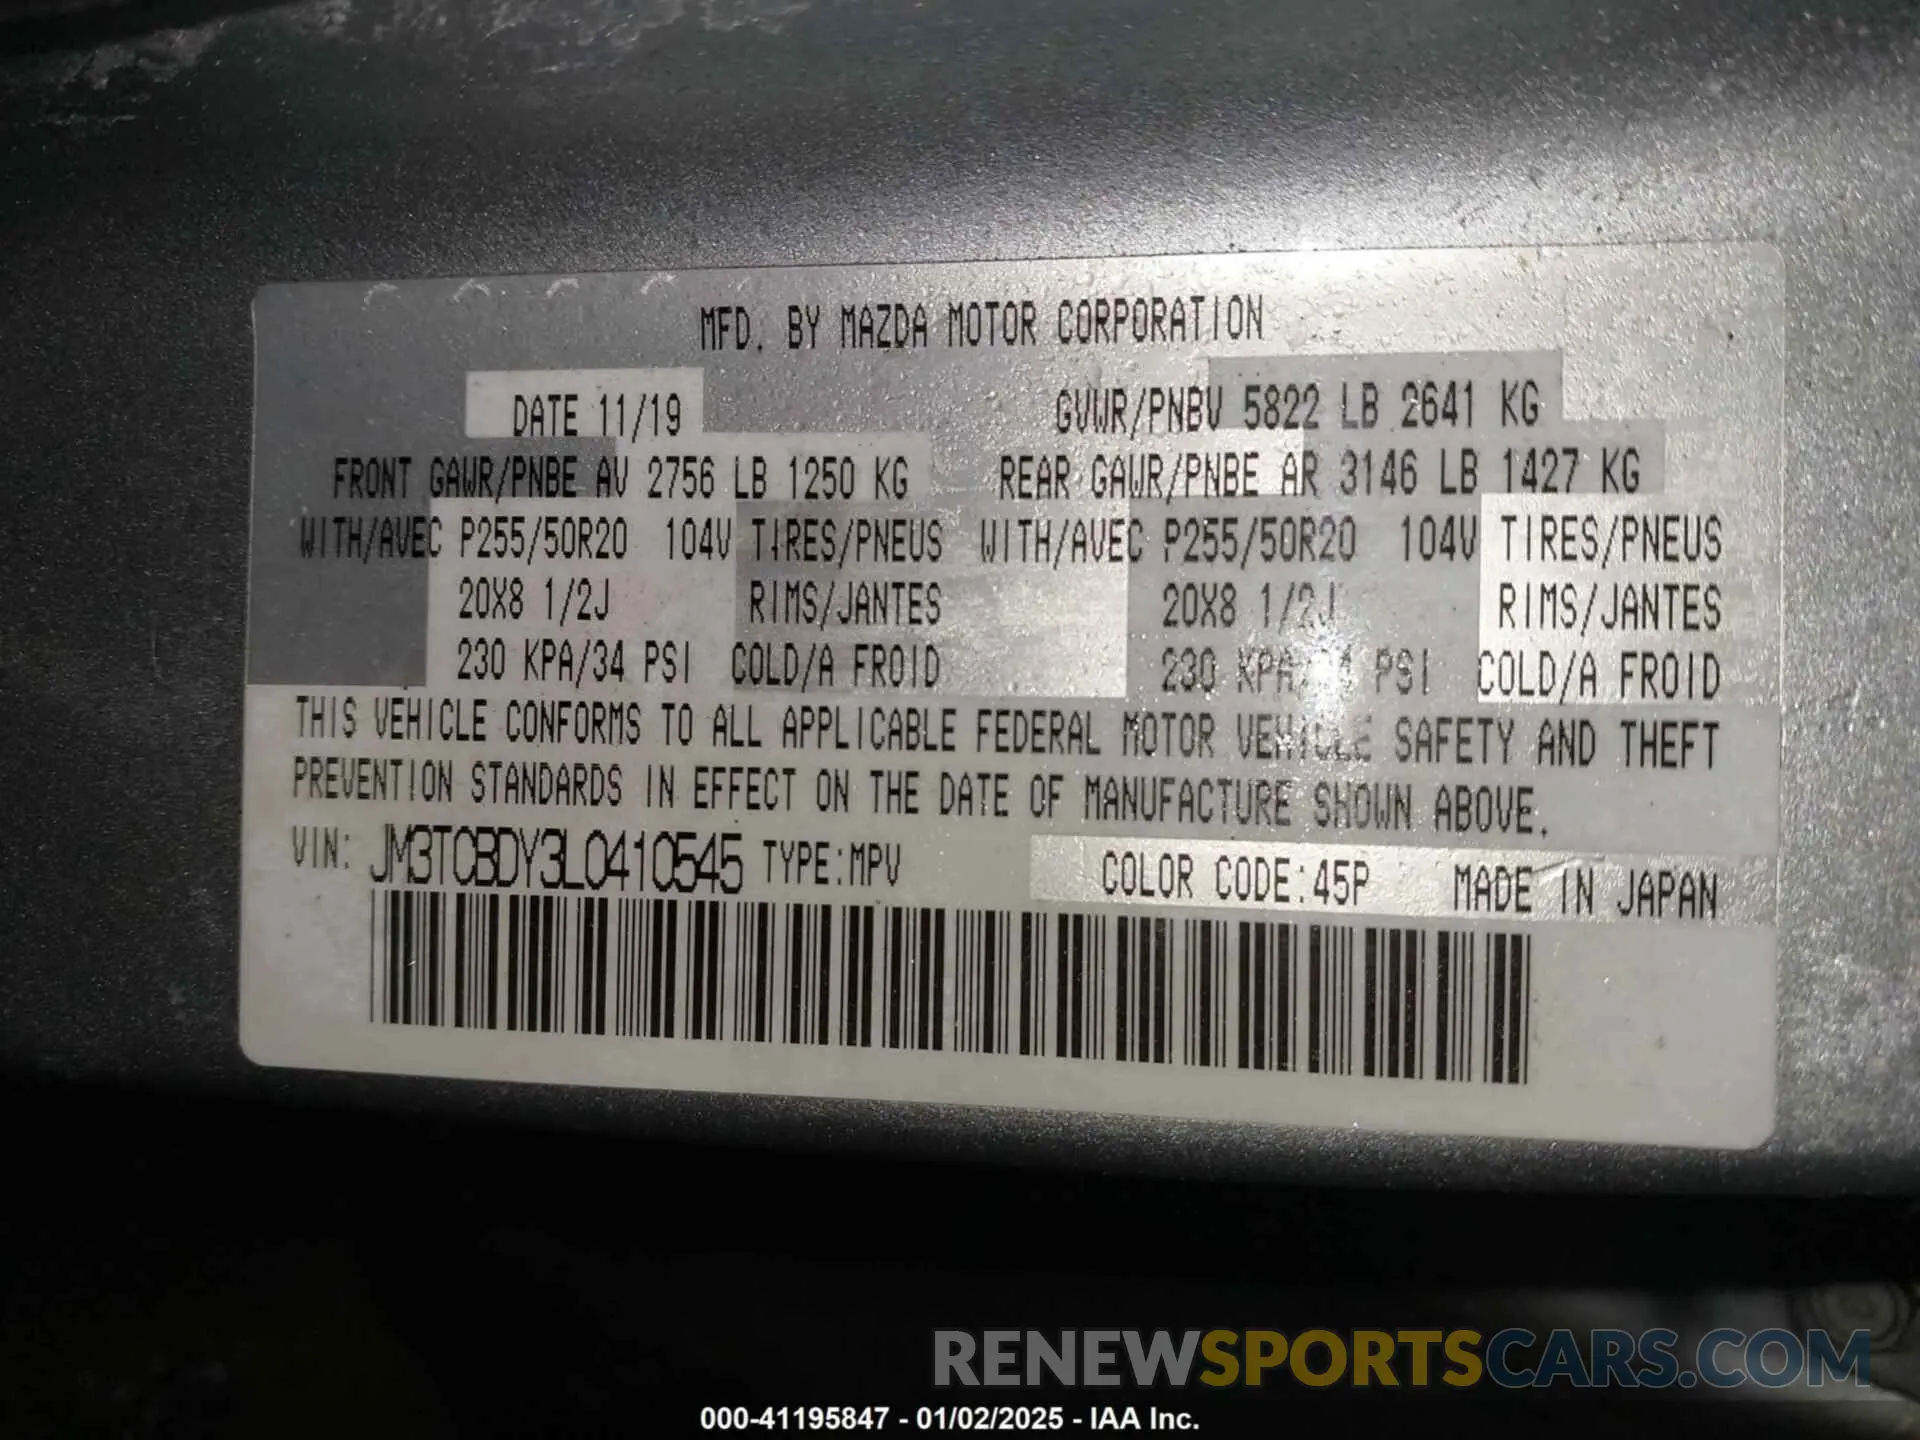 MFD. BY MAZDA MOTOR CORPORATION
DATE 11/19 GVWR/PNBV 5822 LB 2641 KG
FRONT GAWR/PNBE AV 2756 LB 1250 KG REAR GAWR/PNBE AR 3146 LB 1427 KG
WITH/AVEC P255/50R20 104V TIRES/PNEUS WITH/AVEC P255/50R20 104V TIRES/PNEUS
20X8 1/2J RIMS/JANTES 20X8 1/2J RIMS/JANTES
230 KPA/34 PSI COLD/A FROID 230 KPA/34 PSI COLD/A FROID
THIS VEHICLE CONFORMS TO ALL APPLICABLE FEDERAL MOTOR VEHICLE SAFETY AND THEFT
PREVENTION STANDARDS IN EFFECT ON THE DATE OF MANUFACTURE SHOWN ABOVE.
VIN: JM3TCBDY3L0410545 TYPE:MPV COLOR CODE:45P MADE IN JAPAN
RENEWSPORTSCARS.COM
000-41195847 - 01/02/2025 - IAA Inc.